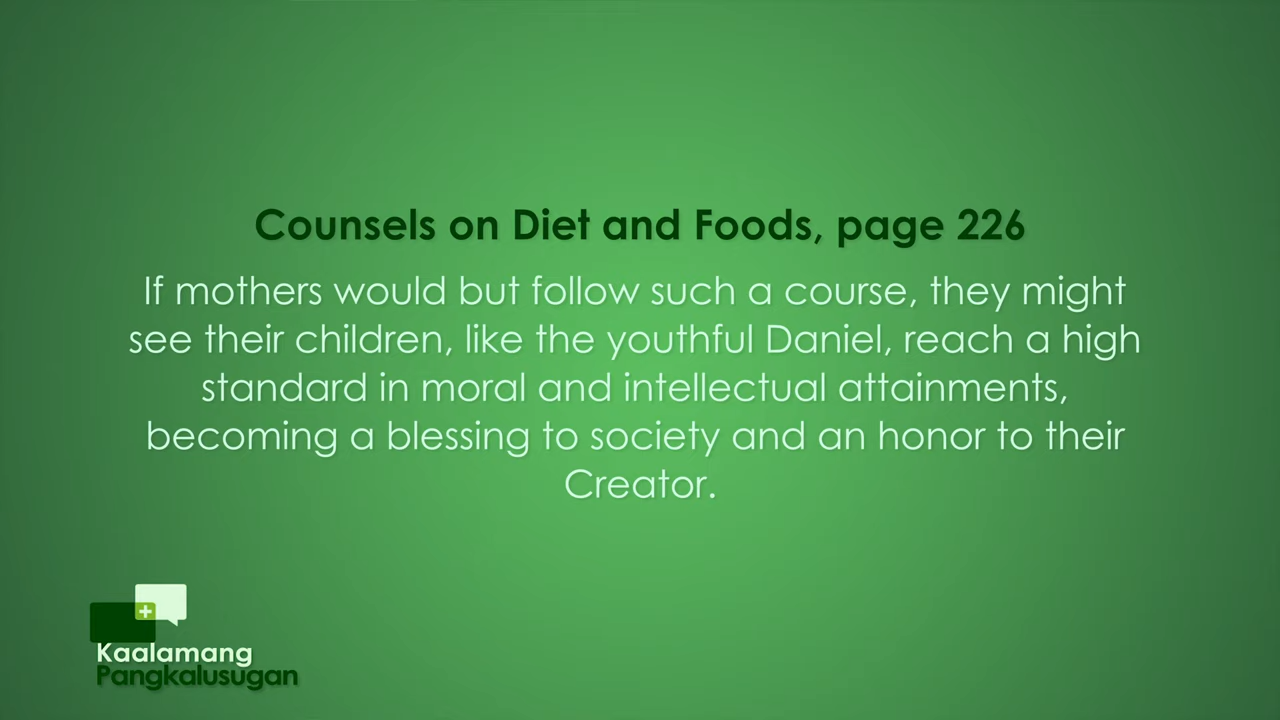 Counsels on Diet and Foods, page 226
If mothers would but follow such a course, they might
see their children, like the youthful Daniel, reach a high
standard in moral and intellectual attainments,
becoming a blessing to society and an honor to their
Creator.
Kaalamang
Pangkalusugan